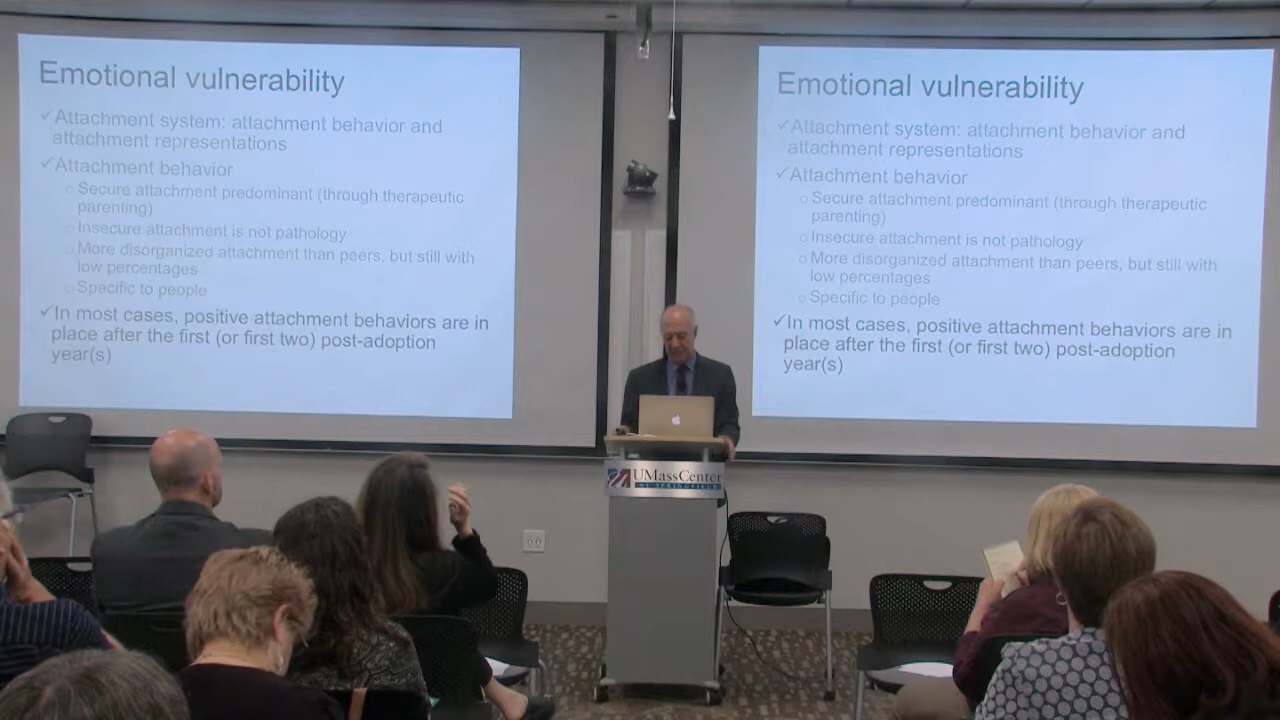 Emotional vulnerability
✓Attachment system: attachment behavior and
attachment representations
✓Attachment behavior
○Secure attachment predominant (through therapeutic
parenting)
○Insecure attachment is not pathology
○More disorganized attachment than peers, but still with
low percentages
○Specific to people
✓In most cases, positive attachment behaviors are in
place after the first (or first two) post-adoption
year(s)
Emotional vulnerability
✓Attachment system: attachment behavior and
attachment representations
✓Attachment behavior
○Secure attachment predominant (through therapeutic
parenting)
○Insecure attachment is not pathology
○More disorganized attachment than peers, but still with
low percentages
○Specific to people
✓In most cases, positive attachment behaviors are in
place after the first (or first two) post-adoption
year(s)
UMassCenter
AT SPRINGFIELD